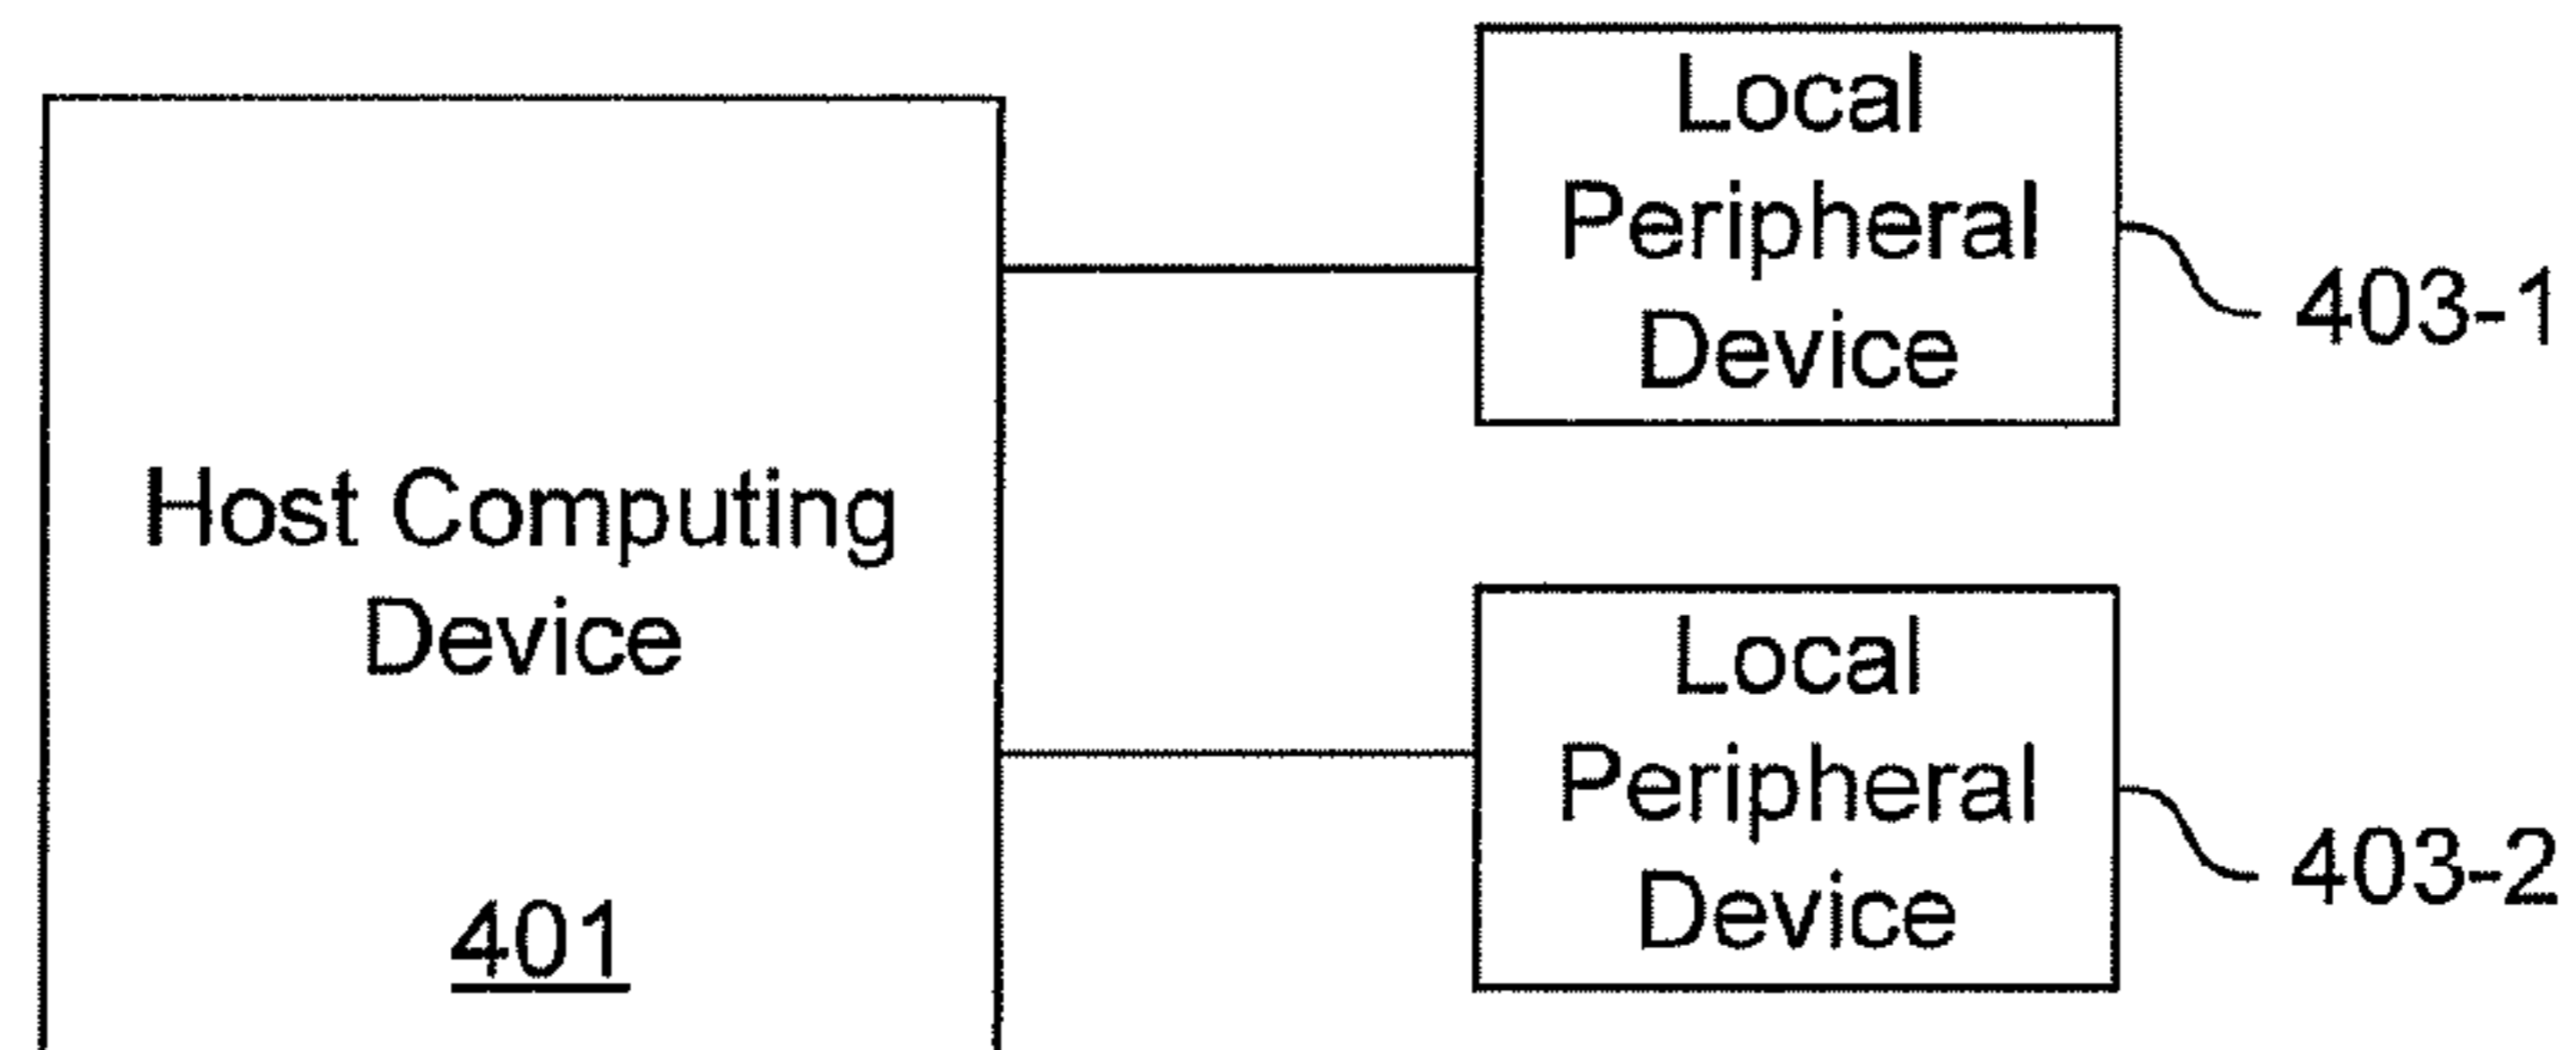 Host Computing
Device
401
Local
Peripheral
Device
403-1
Local
Peripheral
Device
403-2